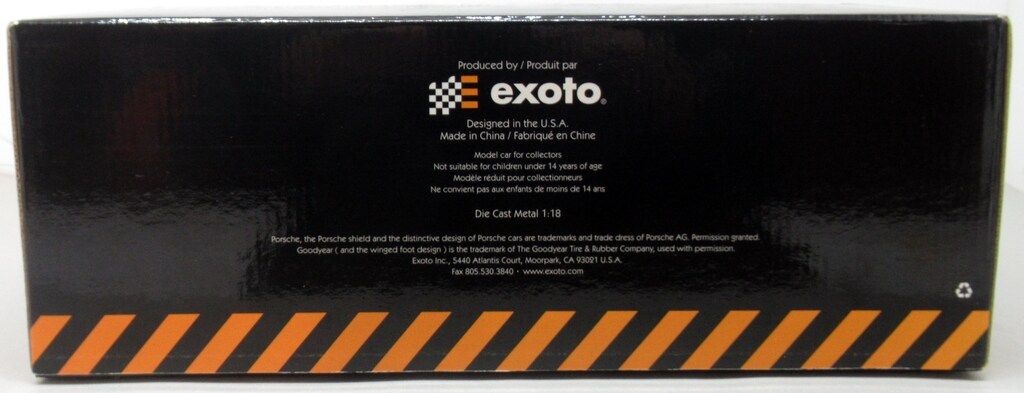 Produced by / Produit par
exoto®
Designed in the U.S.A.
Made in China / Fabriqué en Chine
Model car for collectors
Not suitable for children under 14 years of age
Modèle réduit pour collectionneurs
Ne convient pas aux enfants de moins de 14 ans
Die Cast Metal 1:18
Porsche, the Porsche shield and the distinctive design of Porsche cars are trademarks and trade dress of Porsche AG. Permission granted.
Goodyear ( and the winged foot design ) is the trademark of The Goodyear Tire & Rubber Company, used with permission.
Exoto Inc., 5440 Atlantis Court, Moorpark, CA 93021 U.S.A.
Fax 805.530.3840 · www.exoto.com